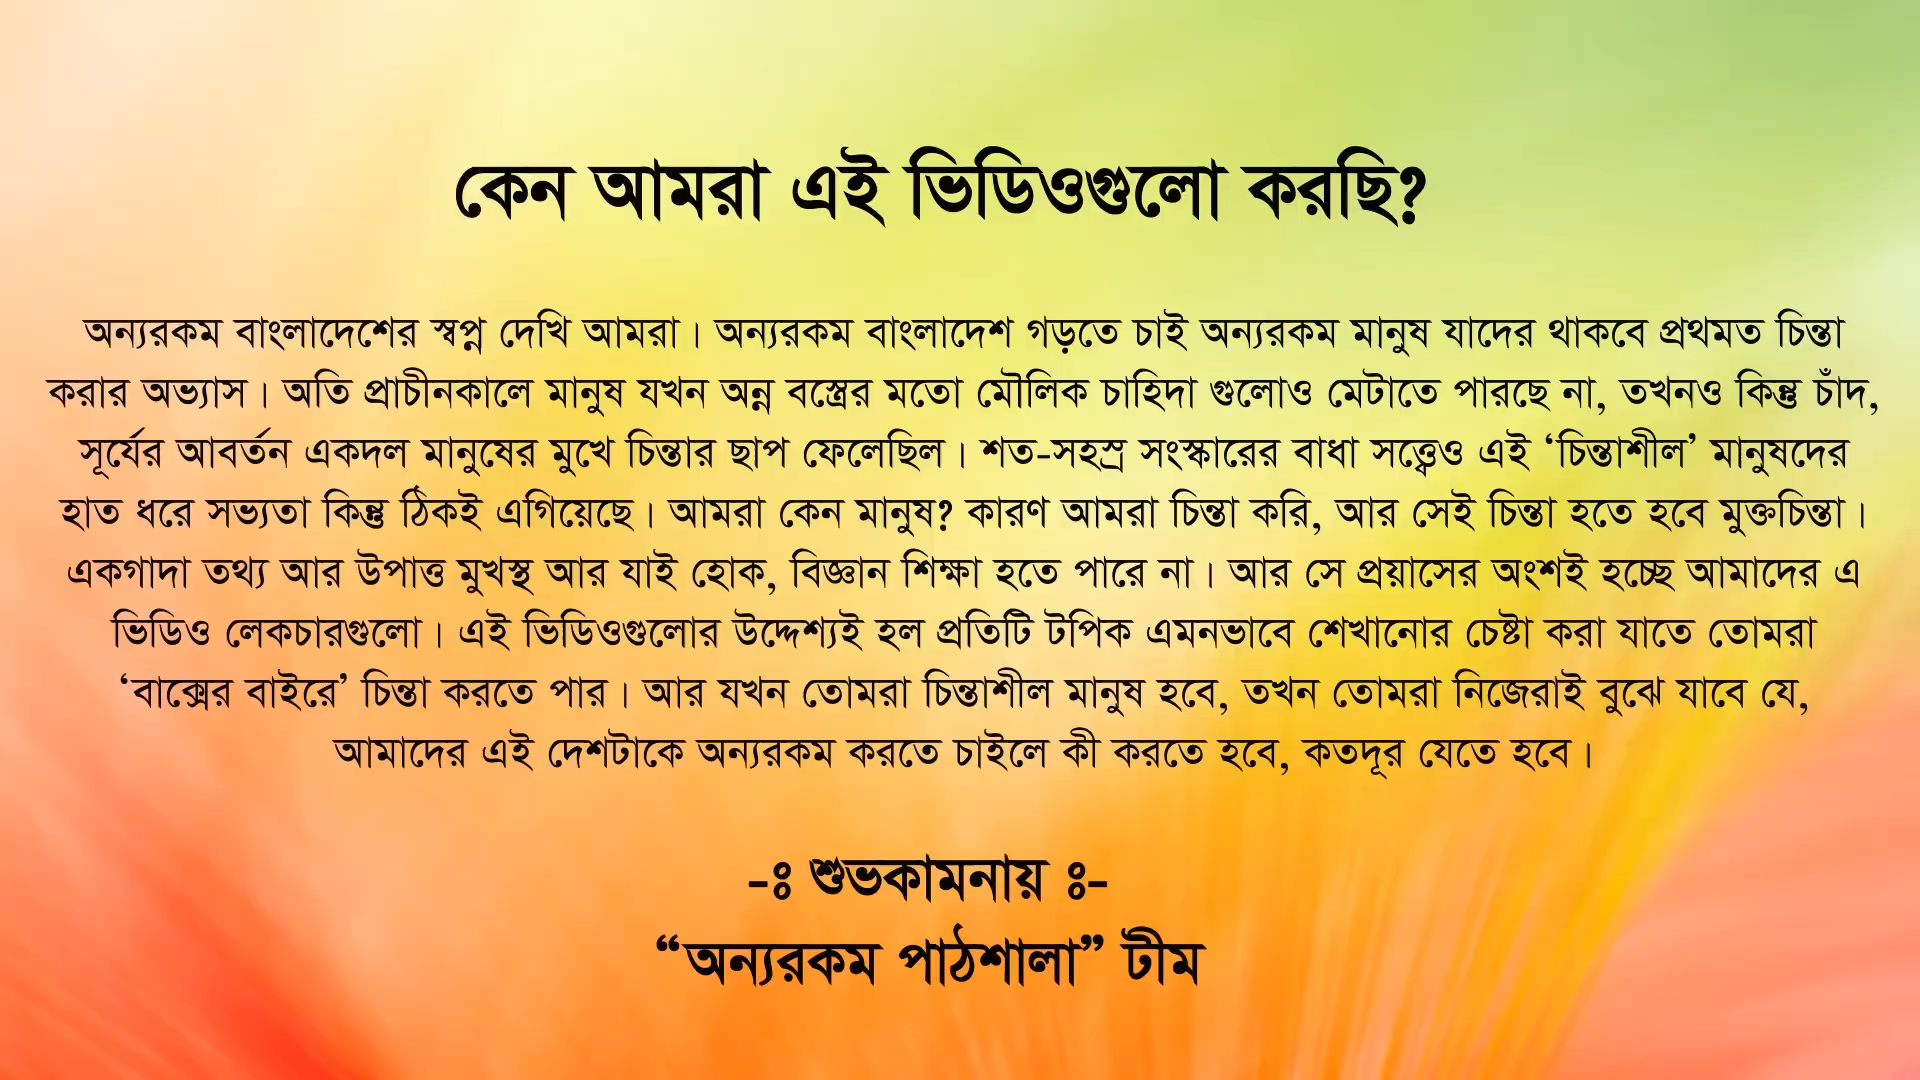 কেন আমরা এই ভিডিওগুলো করছি?
অন্যরকম বাংলাদেশের স্বপ্ন দেখি আমরা। অন্যরকম বাংলাদেশ গড়তে চাই অন্যরকম মানুষ যাদের থাকবে প্রথমত চিন্তা
করার অভ্যাস। অতি প্রাচীনকালে মানুষ যখন অন্ন বস্ত্রের মতো মৌলিক চাহিদা গুলোও মেটাতে পারছে না, তখনও কিন্তু চাঁদ,
সূর্যের আবর্তন একদল মানুষের মুখে চিন্তার ছাপ ফেলেছিল। শত-সহস্র সংস্কারের বাধা সত্ত্বেও এই ‘চিন্তাশীল’ মানুষদের
হাত ধরে সভ্যতা কিন্তু ঠিকই এগিয়েছে। আমরা কেন মানুষ? কারণ আমরা চিন্তা করি, আর সেই চিন্তা হতে হবে মুক্তচিন্তা।
একগাদা তথ্য আর উপাত্ত মুখস্থ আর যাই হোক, বিজ্ঞান শিক্ষা হতে পারে না। আর সে প্রয়াসের অংশই হচ্ছে আমাদের এ
ভিডিও লেকচারগুলো। এই ভিডিওগুলোর উদ্দেশ্যই হল প্রতিটি টপিক এমনভাবে শেখানোর চেষ্টা করা যাতে তোমরা
‘বাক্সের বাইরে’ চিন্তা করতে পার। আর যখন তোমরা চিন্তাশীল মানুষ হবে, তখন তোমরা নিজেরাই বুঝে যাবে যে,
আমাদের এই দেশটাকে অন্যরকম করতে চাইলে কী করতে হবে, কতদূর যেতে হবে।
-ঃ শুভকামনায় ঃ-
“অন্যরকম পাঠশালা” টীম